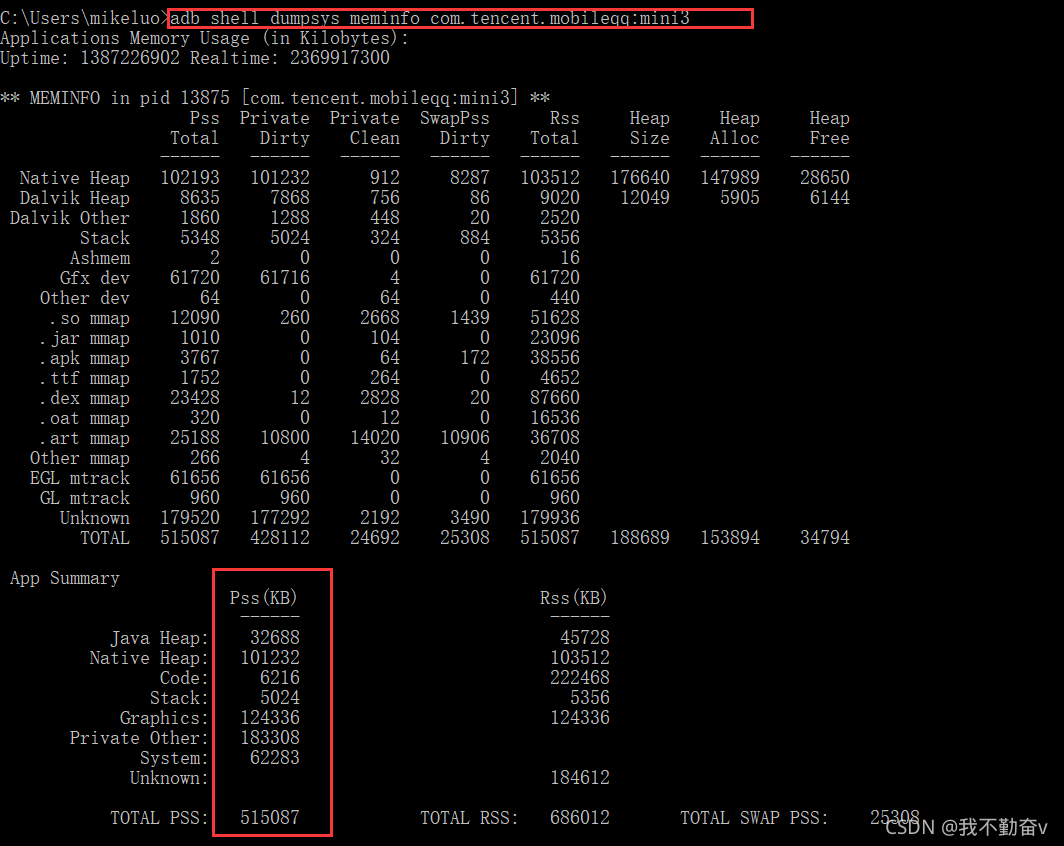 C:\Users\mikeluo>adb shell dumpsys meminfo com.tencent.mobileqq:mini3
Applications Memory Usage (in Kilobytes):
Uptime: 1387226902 Realtime: 2369917300
** MEMINFO in pid 13875 [com.tencent.mobileqq:mini3] **
Pss Private Private SwapPss Rss Heap Heap Heap
Total Dirty Clean Dirty Total Size Alloc Free
------ ------ ------ ------ ------ ------ ------ ------
Native Heap 102193 101232 912 8287 103512 176640 147989 28650
Dalvik Heap 8635 7868 756 86 9020 12049 5905 6144
Dalvik Other 1860 1288 448 20 2520
Stack 5348 5024 324 884 5356
Ashmem 2 0 0 0 16
Gfx dev 61720 61716 4 0 61720
Other dev 64 0 64 0 440
.so mmap 12090 260 2668 1439 51628
.jar mmap 1010 0 104 0 23096
.apk mmap 3767 0 64 172 38556
.ttf mmap 1752 0 264 0 4652
.dex mmap 23428 12 2828 20 87660
.oat mmap 320 0 12 0 16536
.art mmap 25188 10800 14020 10906 36708
Other mmap 266 4 32 4 2040
EGL mtrack 61656 61656 0 0 61656
GL mtrack 960 960 0 0 960
Unknown 179520 177292 2192 3490 179936
TOTAL 515087 428112 24692 25308 515087 188689 153894 34794
App Summary
Pss(KB) Rss(KB)
------ ------
Java Heap: 32688 45728
Native Heap: 101232 103512
Code: 6216 222468
Stack: 5024 5356
Graphics: 124336 124336
Private Other: 183308
System: 62283
Unknown: 184612
TOTAL PSS: 515087 TOTAL RSS: 686012 TOTAL SWAP PSS: 25308
CSDN @我不勤奋v